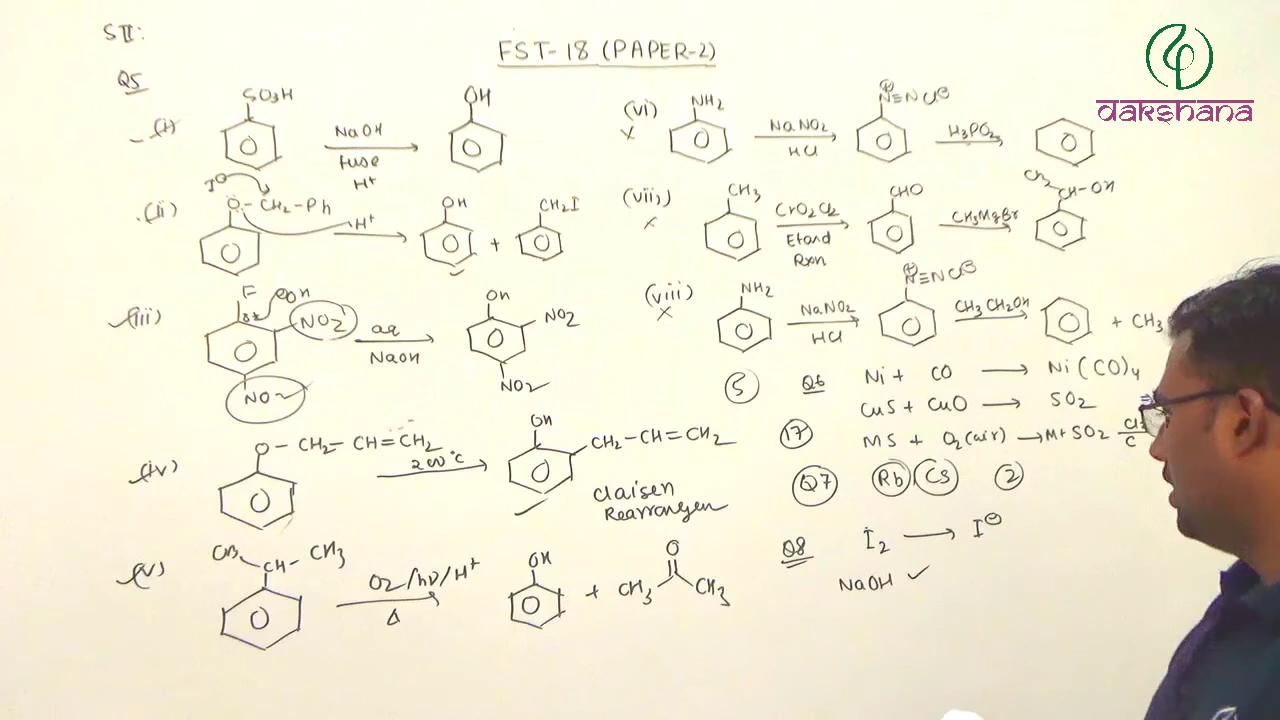 SII:
FST-18 (PAPER-2)
dakshana
Q5
(i) SO3H NaOH fuse H+ OH
(ii) I⊖ Ö-CH2-Ph H+ OH + CH2I
(iii) F δ+ ⊖OH NO2 NO2 aq NaOH OH NO2 NO2
(iv) O-CH2-CH=CH2 200°C OH CH2-CH=CH2
Claisen
Rearrangen
(v) CH3 CH-CH3 O2/hν/H+ Δ OH + CH3 O CH3
(vi) × NH2 NaNO2 HCl N⊕≡N Cl⊖ H3PO2
(vii) × CH3 CrO2Cl2 Etard Rxn CHO CH3MgBr CH3 CH-OH
(viii) × NH2 NaNO2 HCl N⊕≡N Cl⊖ CH3CH2OH + CH3
5 Q6 Ni + CO → Ni(CO)4
CuS + CuO → SO2
17 MS + O2(air) → M+SO2 C
Q7 Rb Cs 2
Q8 I2 → I⊖
NaOH ✓